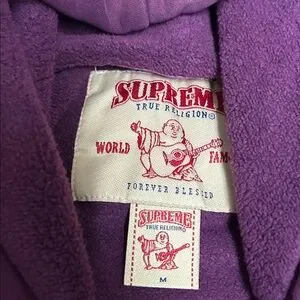 SUPREME
TRUE RELIGION®
WORLD FAM
FOREVER BLESSED
SUPREME
TRUE RELIGION
M